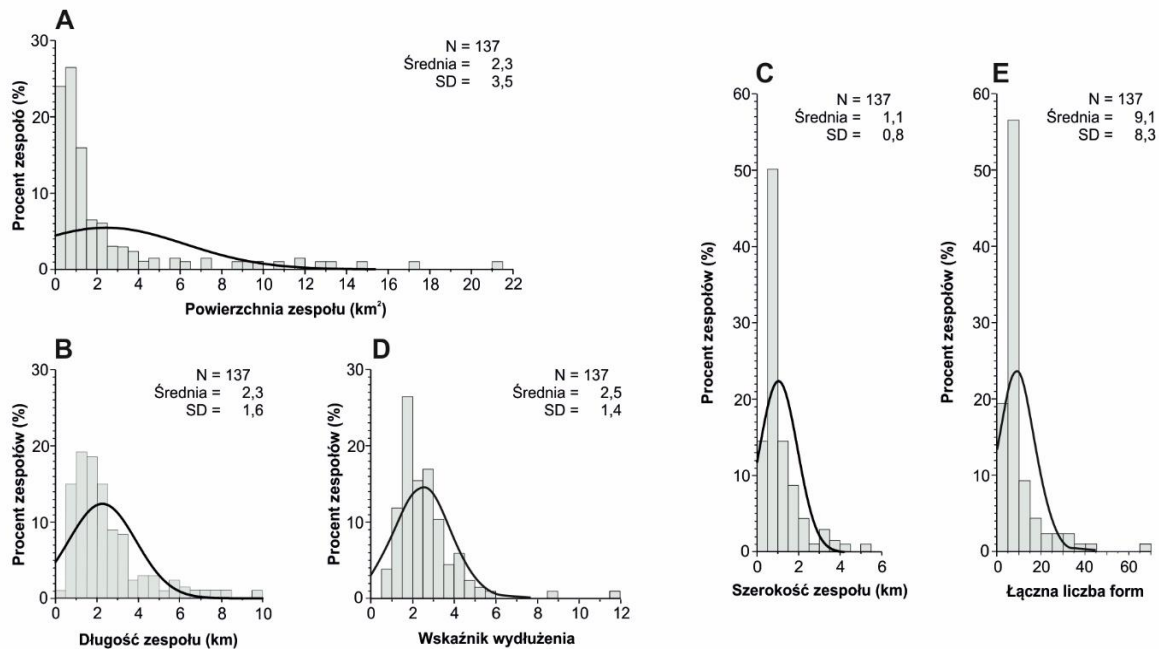 A
N = 137
Średnia = 2,3
SD = 3,5
Procent zespołó (%)
30
20
10
0
0 2 4 6 8 10 12 14 16 18 20 22
Powierzchnia zespołu (km²)
B
N = 137
Średnia = 2,3
SD = 1,6
Procent zespołów (%)
30
20
10
0
0 2 4 6 8 10
Długość zespołu (km)
D
N = 137
Średnia = 2,5
SD = 1,4
Procent zespołów (%)
30
20
10
0
0 2 4 6 8 10 12
Wskaźnik wydłużenia
C
N = 137
Średnia = 1,1
SD = 0,8
Procent zespołów (%)
60
50
40
30
20
10
0
0 2 4 6
Szerokość zespołu (km)
E
N = 137
Średnia = 9,1
SD = 8,3
Procent zespołów (%)
60
50
40
30
20
10
0
0 20 40 60
Łączna liczba form